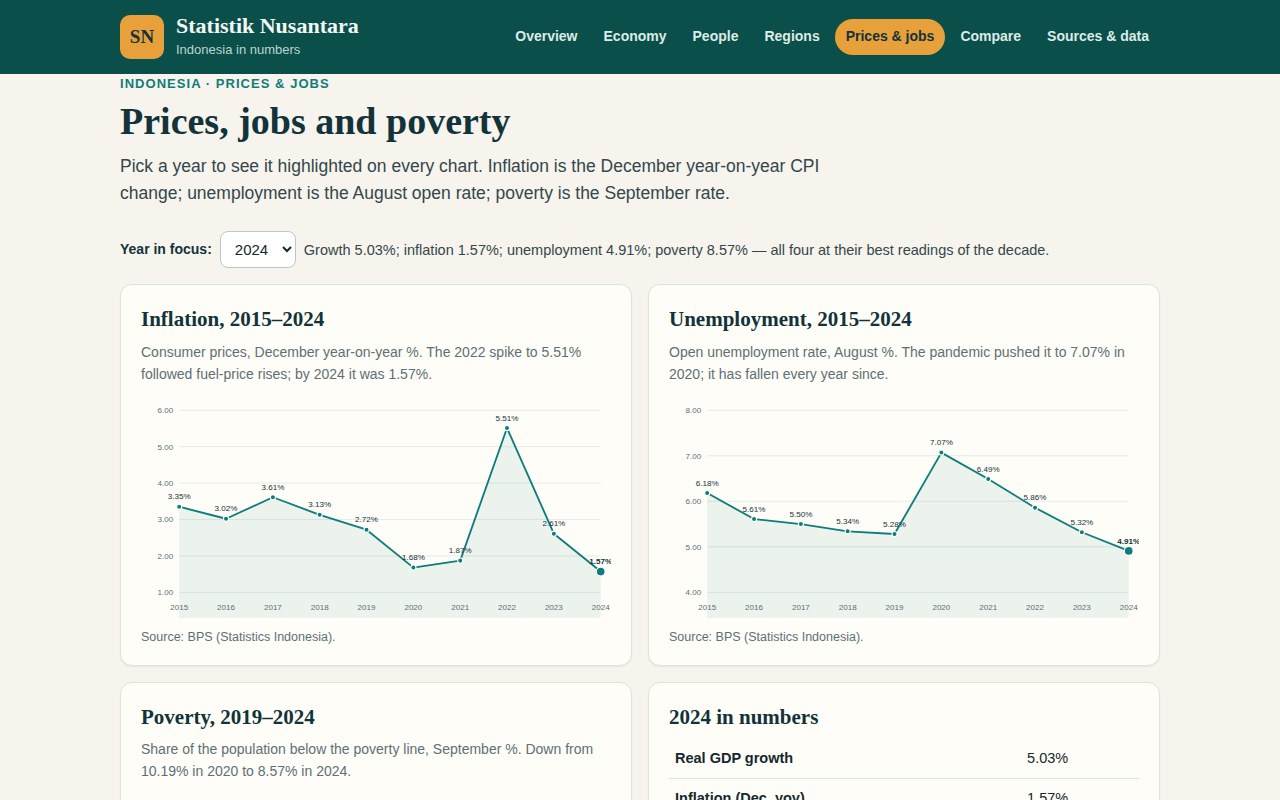 SN
Statistik Nusantara
Indonesia in numbers
Overview
Economy
People
Regions
Prices & jobs
Compare
Sources & data
INDONESIA · PRICES & JOBS
Prices, jobs and poverty
Pick a year to see it highlighted on every chart. Inflation is the December year-on-year CPI
change; unemployment is the August open rate; poverty is the September rate.
Year in focus:
2024
Growth 5.03%; inflation 1.57%; unemployment 4.91%; poverty 8.57% — all four at their best readings of the decade.
Inflation, 2015–2024
Consumer prices, December year-on-year %. The 2022 spike to 5.51%
followed fuel-price rises; by 2024 it was 1.57%.
6.00
5.00
4.00
3.00
2.00
1.00
3.35%
3.02%
3.61%
3.13%
2.72%
1.68%
1.87%
5.51%
2.61%
1.57%
2015 2016 2017 2018 2019 2020 2021 2022 2023 2024
Source: BPS (Statistics Indonesia).
Unemployment, 2015–2024
Open unemployment rate, August %. The pandemic pushed it to 7.07% in
2020; it has fallen every year since.
8.00
7.00
6.00
5.00
4.00
6.18%
5.61%
5.50%
5.34%
5.28%
7.07%
6.49%
5.86%
5.32%
4.91%
2015 2016 2017 2018 2019 2020 2021 2022 2023 2024
Source: BPS (Statistics Indonesia).
Poverty, 2019–2024
Share of the population below the poverty line, September %. Down from
10.19% in 2020 to 8.57% in 2024.
2024 in numbers
Real GDP growth 5.03%
Inflation (Dec, yoy) 1.57%